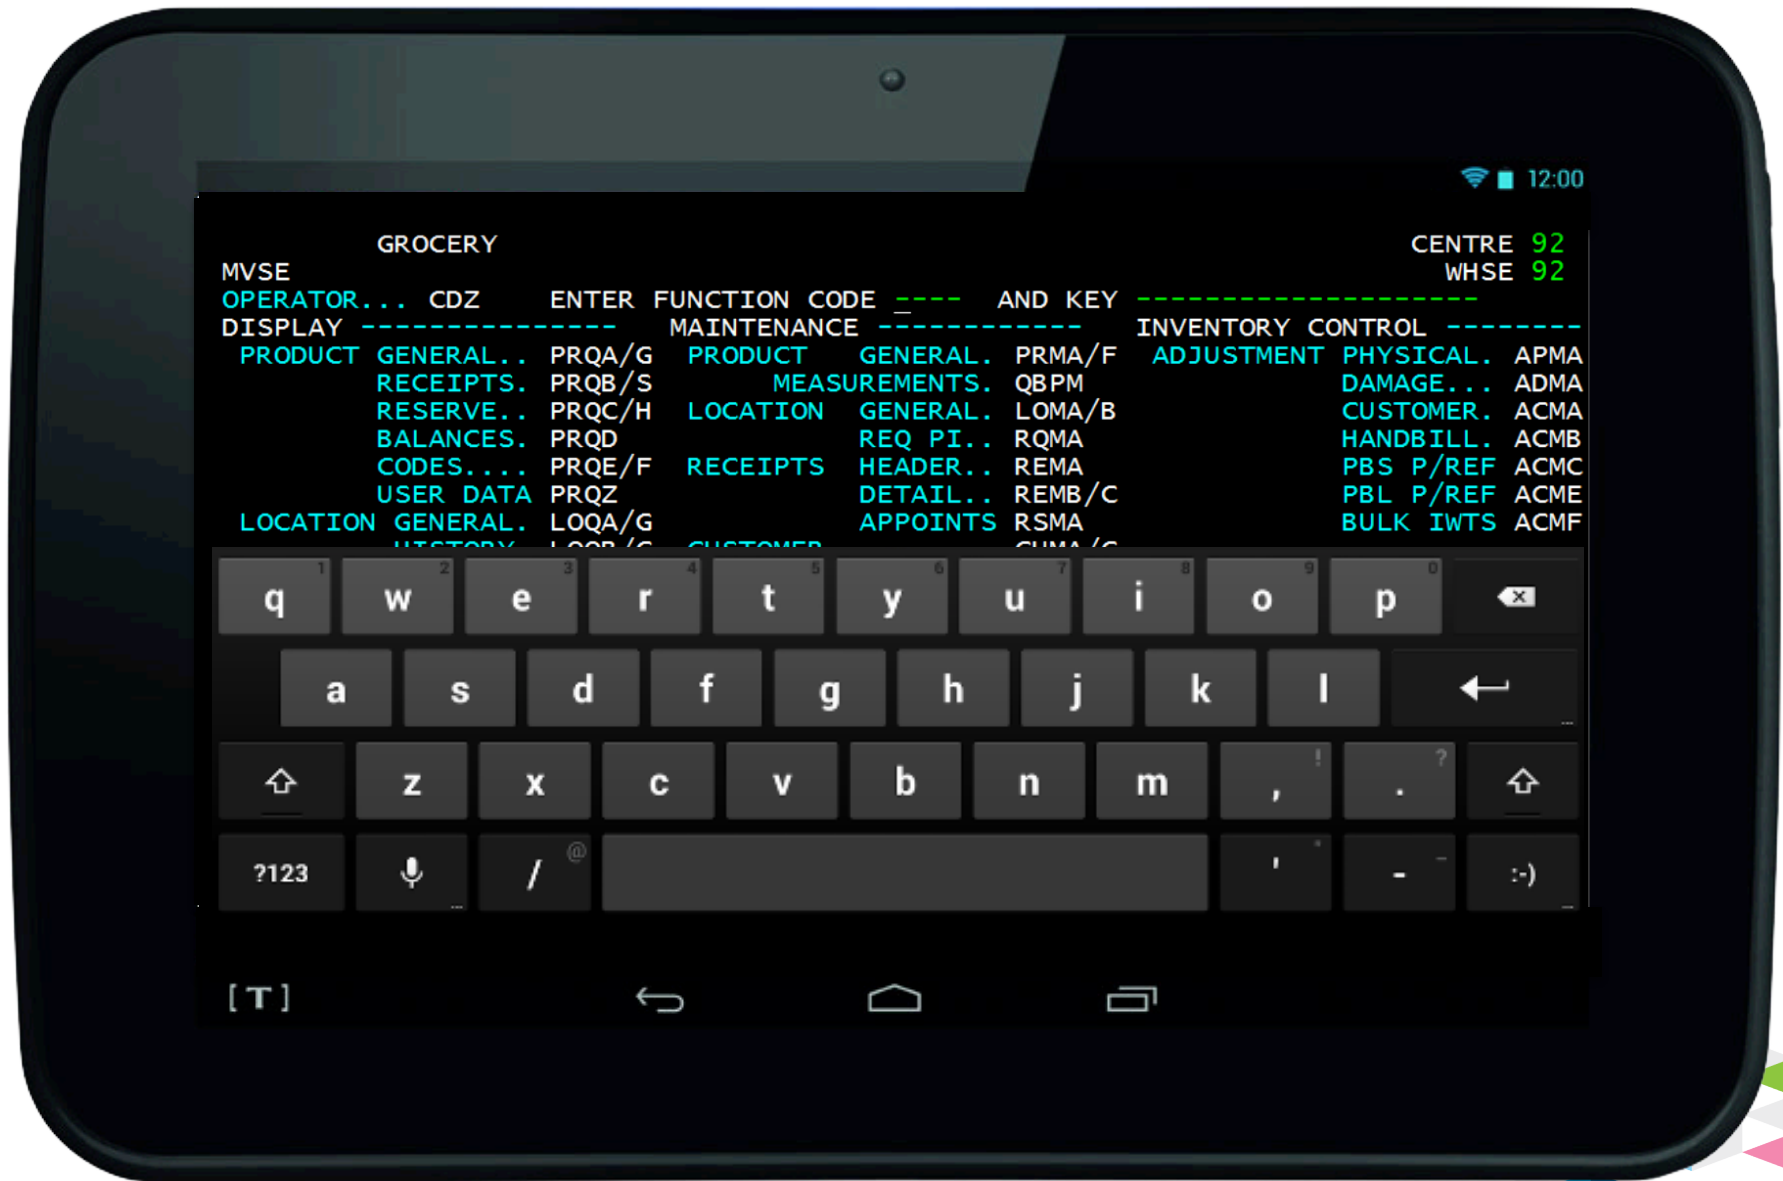 12:00
GROCERY CENTRE 92
MVSE WHSE 92
OPERATOR... CDZ ENTER FUNCTION CODE ---- AND KEY --------------------
DISPLAY --------------- MAINTENANCE ------------ INVENTORY CONTROL --------
PRODUCT GENERAL.. PRQA/G PRODUCT GENERAL. PRMA/F ADJUSTMENT PHYSICAL. APMA
RECEIPTS. PRQB/S MEASUREMENTS. QBPM DAMAGE... ADMA
RESERVE.. PRQC/H LOCATION GENERAL. LOMA/B CUSTOMER. ACMA
BALANCES. PRQD REQ PI.. RQMA HANDBILL. ACMB
CODES.... PRQE/F RECEIPTS HEADER.. REMA PBS P/REF ACMC
USER DATA PRQZ DETAIL.. REMB/C PBL P/REF ACME
LOCATION GENERAL. LOQA/G APPOINTS RSMA BULK IWTS ACMF
q 1 w 2 e 3 r 4 t 5 y 6 u 7 i 8 o 9 p 0
a s d f g h j k l
z x c v b n m , ! . ?
?123 / @ ' " - _ :-)
[T]